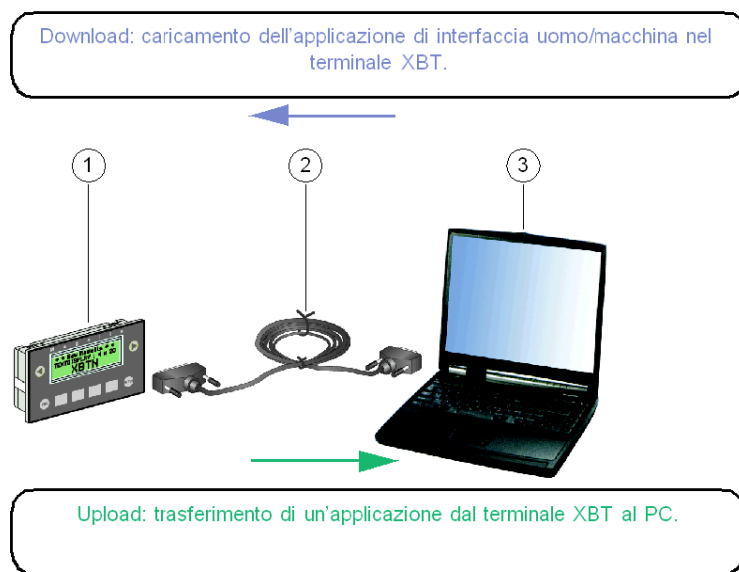 Download: caricamento dell'applicazione di interfaccia uomo/macchina nel
terminale XBT.
1
2
3
XBTN
Upload: trasferimento di un'applicazione dal terminale XBT al PC.